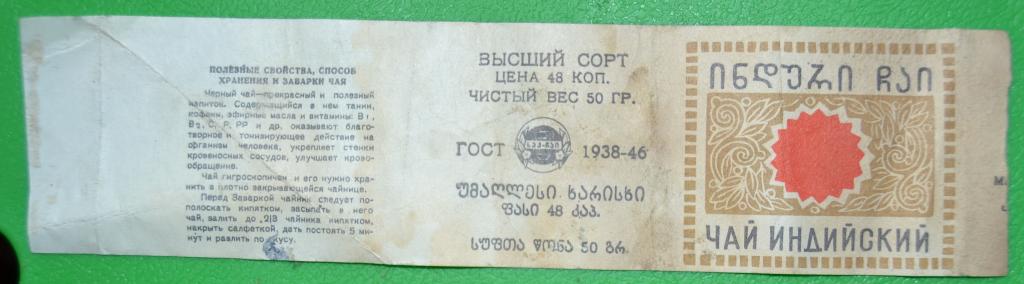 ПОЛЕЗНЫЕ СВОЙСТВА, СПОСОБ
ХРАНЕНИЯ И ЗАВАРКИ ЧАЯ
Черный чай—прекрасный и полезный
напиток. Содержащийся в нем танин,
кофеин, эфирные масла и витамины: В1,
В2, С, Р, РР и др. оказывают благо-
творное и тонизирующее действие на
организм человека, укрепляет стенки
кровеносных сосудов, улучшает крово-
обращение.
Чай гигроскопичен и его нужно хра-
нить в плотно закрывающейся чайнице.
Перед Заваркой чайник следует по-
полоскать кипятком, засыпать в него
чай, залить до 2/3 чайника кипятком,
накрыть салфеткой, дать постоять 5 ми-
нут и разлить по вкусу.
ВЫСШИЙ СОРТ
ЦЕНА 48 КОП.
ЧИСТЫЙ ВЕС 50 ГР.
ГОСТ 1938-46
უმაღლესი ხარისხი
ფასი 48 კაპ.
სუფთა წონა 50 გრ.
ინდური ჩაი
ЧАЙ ИНДИЙСКИЙ